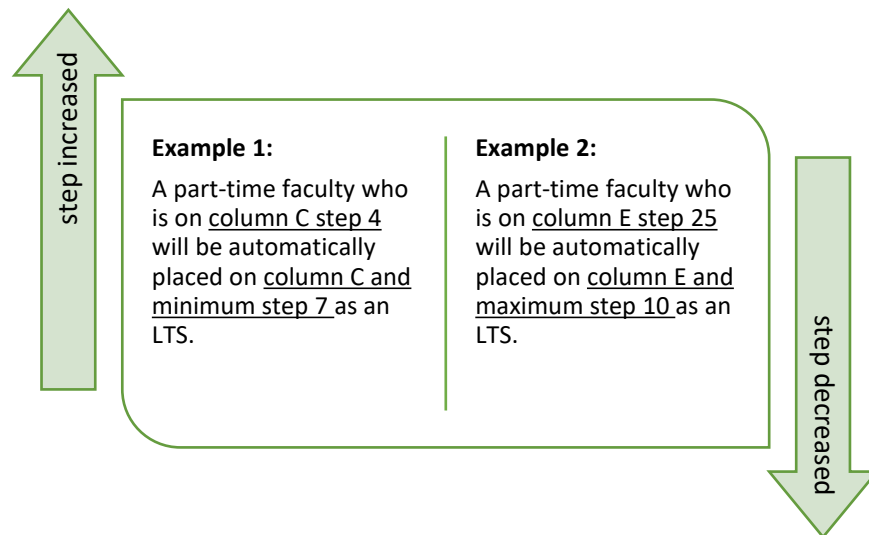 step increased
Example 1:
A part-time faculty who
is on column C step 4
will be automatically
placed on column C and
minimum step 7 as an
LTS.
Example 2:
A part-time faculty who
is on column E step 25
will be automatically
placed on column E and
maximum step 10 as an
LTS.
step decreased